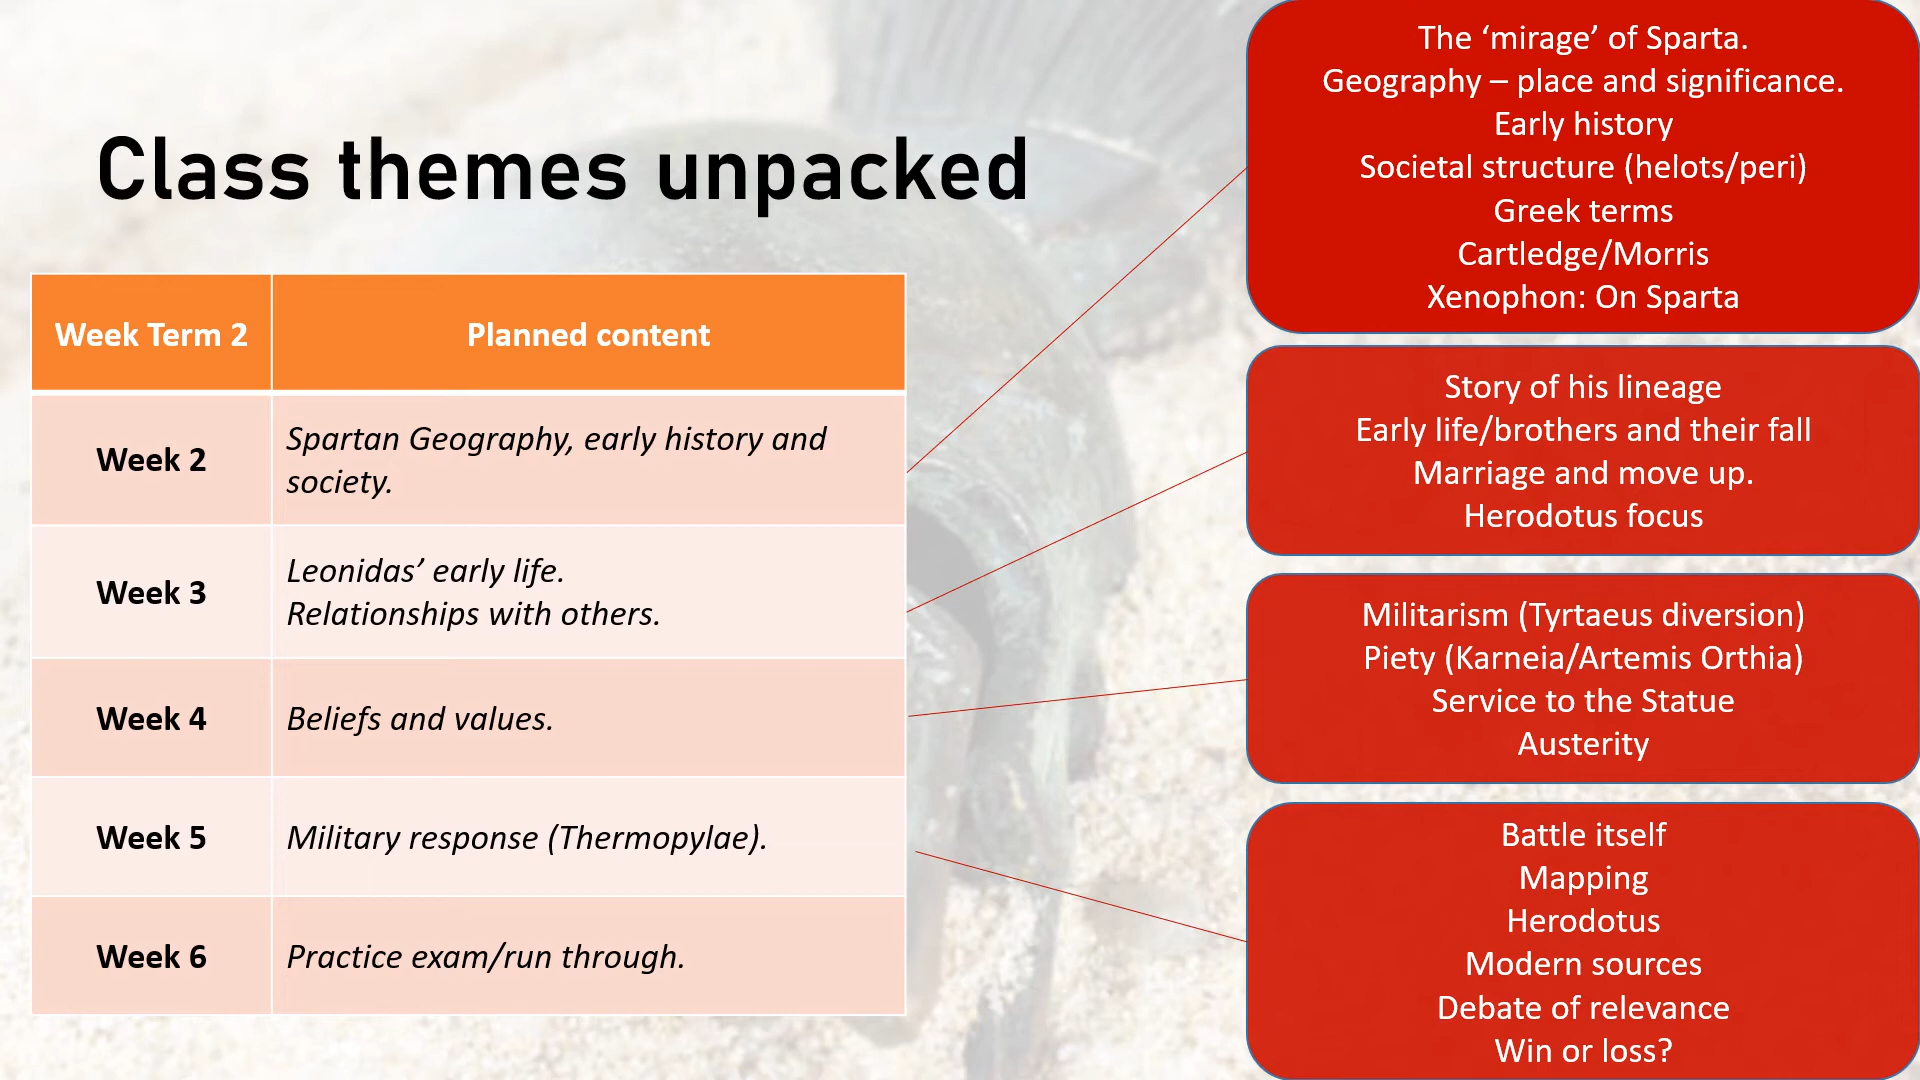 Class themes unpacked
Week Term 2
Planned content
Week 2
Spartan Geography, early history and
society.
Week 3
Leonidas’ early life.
Relationships with others.
Week 4
Beliefs and values.
Week 5
Military response (Thermopylae).
Week 6
Practice exam/run through.
The ‘mirage’ of Sparta.
Geography – place and significance.
Early history
Societal structure (helots/peri)
Greek terms
Cartledge/Morris
Xenophon: On Sparta
Story of his lineage
Early life/brothers and their fall
Marriage and move up.
Herodotus focus
Militarism (Tyrtaeus diversion)
Piety (Karneia/Artemis Orthia)
Service to the Statue
Austerity
Battle itself
Mapping
Herodotus
Modern sources
Debate of relevance
Win or loss?